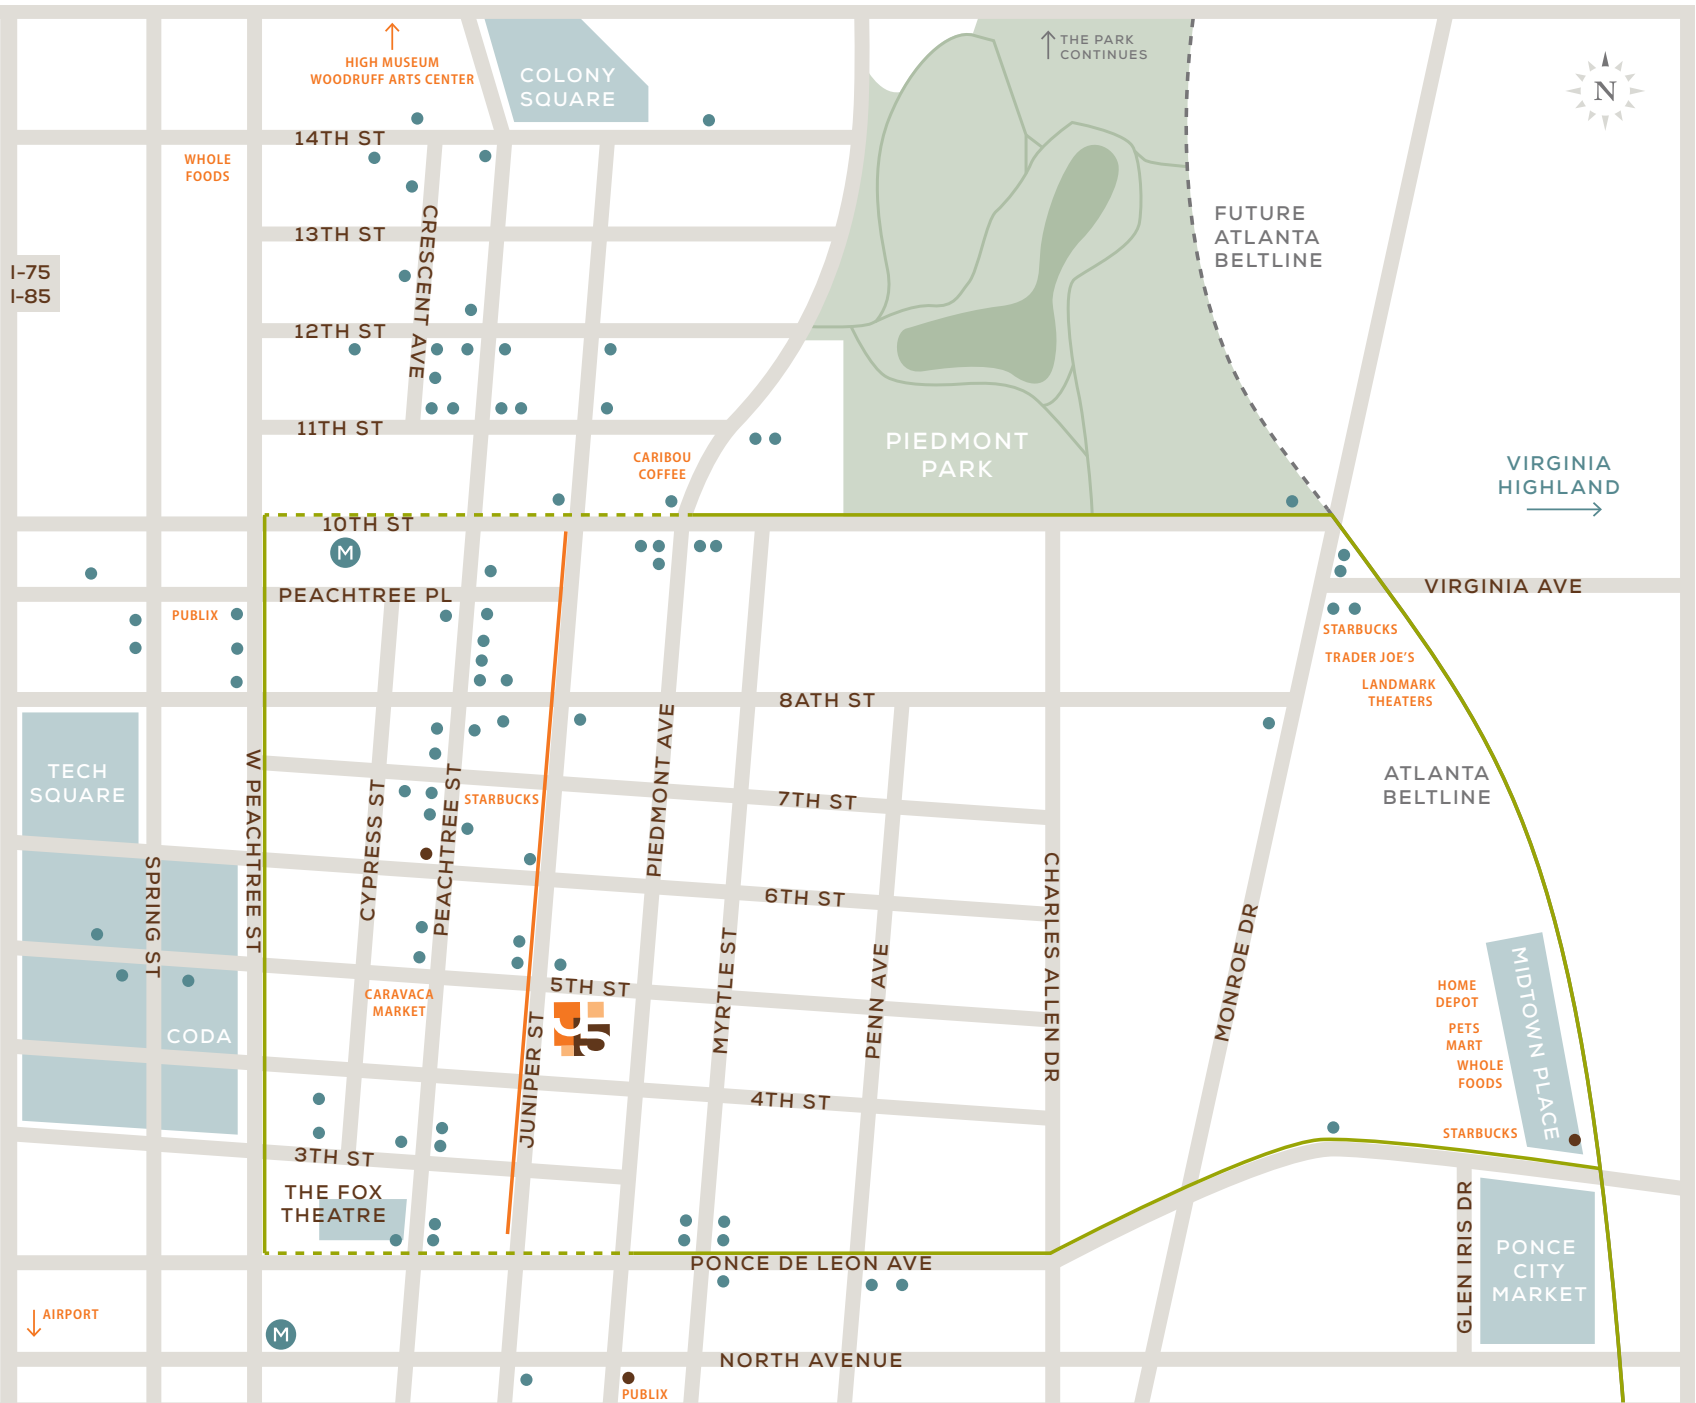 HIGH MUSEUM
WOODRUFF ARTS CENTER
COLONY
SQUARE
THE PARK
CONTINUES
N
14TH ST
WHOLE
FOODS
13TH ST
CRESCENT AVE
FUTURE
ATLANTA
BELTLINE
I-75
I-85
12TH ST
11TH ST
CARIBOU
COFFEE
PIEDMONT
PARK
VIRGINIA
HIGHLAND
10TH ST
M
PEACHTREE PL
VIRGINIA AVE
PUBLIX
STARBUCKS
TRADER JOE'S
LANDMARK
THEATERS
8ATH ST
TECH
SQUARE
W PEACHTREE ST
CYPRESS ST
PEACHTREE ST
STARBUCKS
PIEDMONT AVE
7TH ST
ATLANTA
BELTLINE
SPRING ST
6TH ST
CHARLES ALLEN DR
MONROE DR
MYRTLE ST
PENN AVE
5TH ST
CARAVACA
MARKET
JUNIPER ST
J5
HOME
DEPOT
PETS
MART
WHOLE
FOODS
MIDTOWN PLACE
CODA
4TH ST
STARBUCKS
3TH ST
THE FOX
THEATRE
GLEN IRIS DR
PONCE
CITY
MARKET
PONCE DE LEON AVE
AIRPORT
M
NORTH AVENUE
PUBLIX